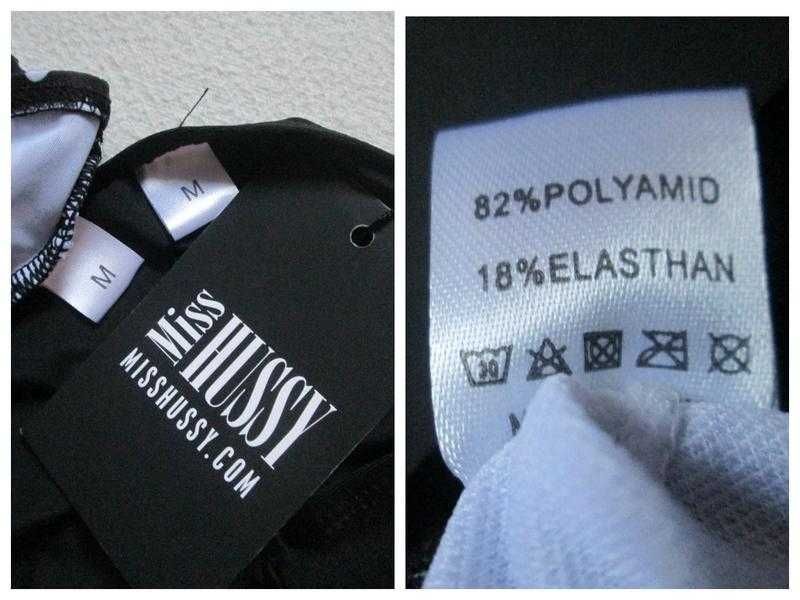 M
M
Miss
HUSSY
MISSHUSSY.COM
82%POLYAMID
18%ELASTHAN
30